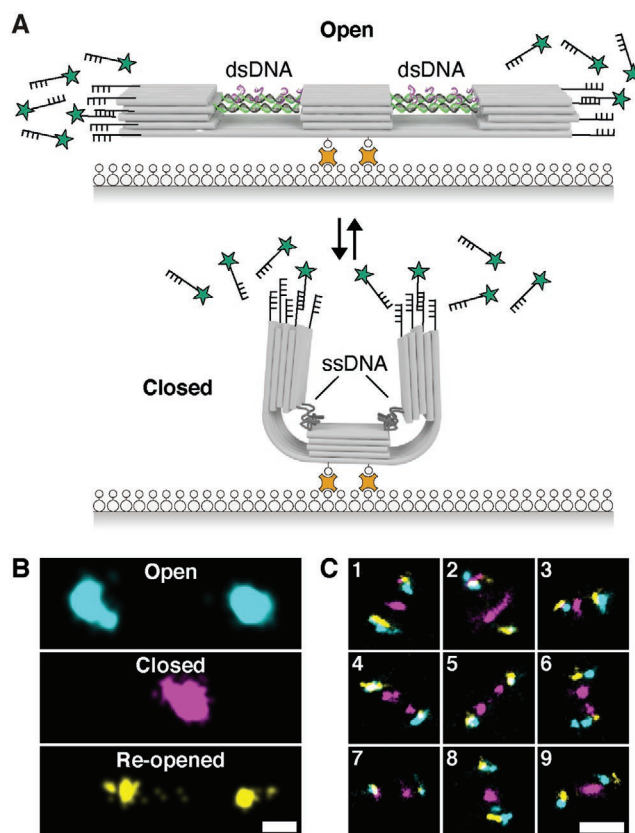 A
Open
dsDNA dsDNA
ssDNA
Closed
B
Open
Closed
Re-opened
C
1 2 3
4 5 6
7 8 9